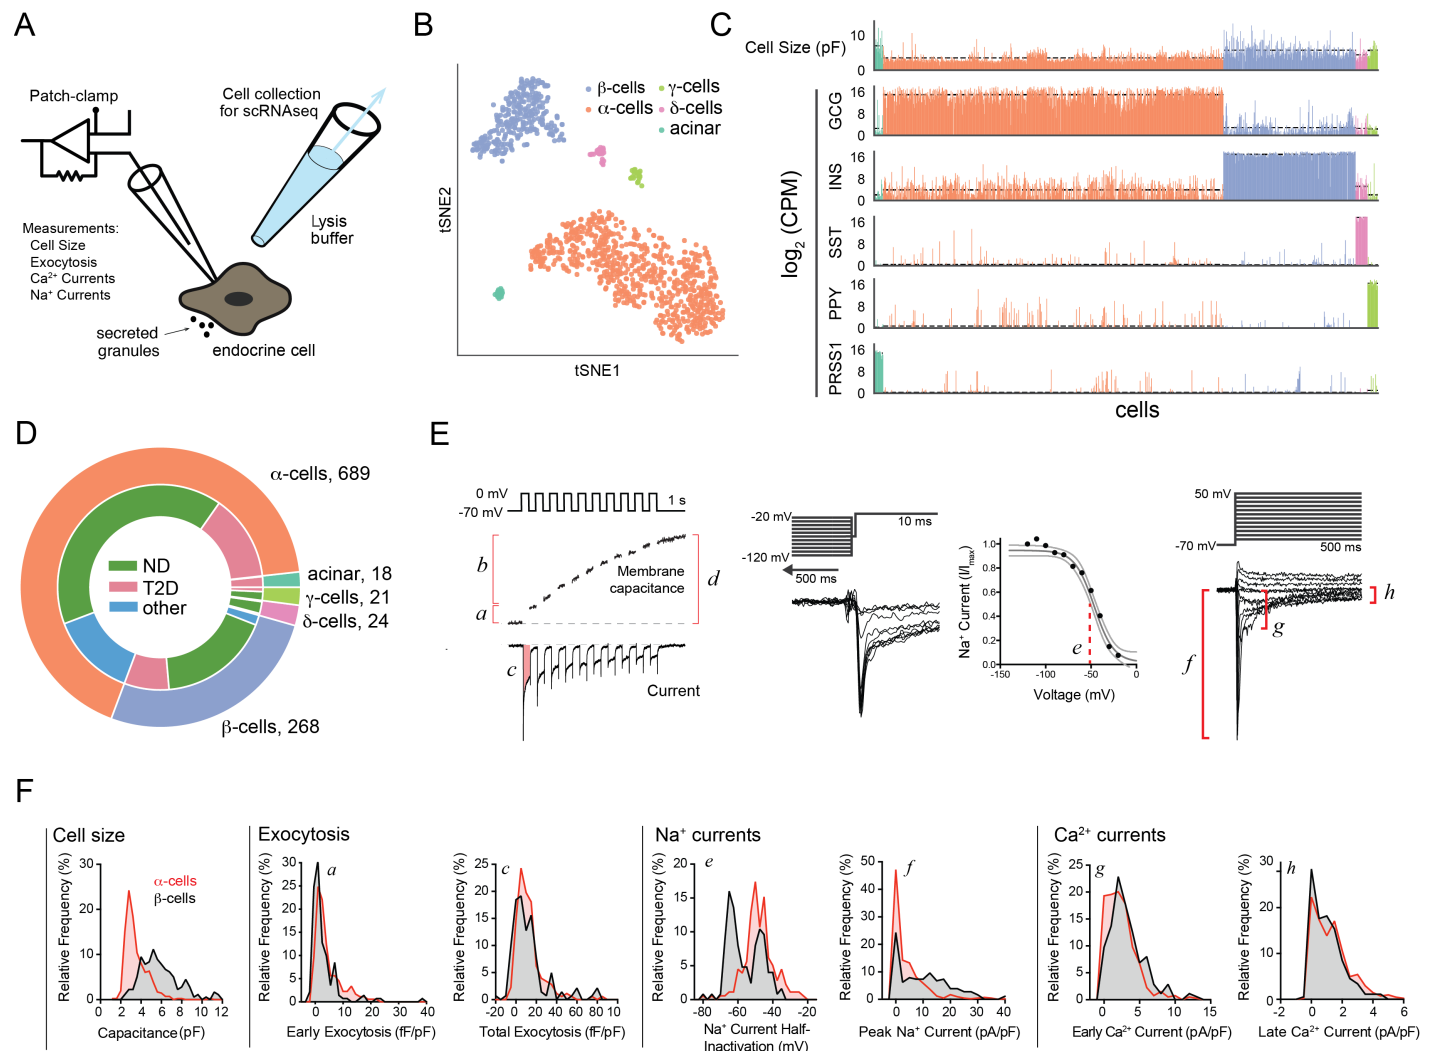 A
Patch-clamp
Cell collection
for scRNAseq
Lysis
buffer
Measurements:
Cell Size
Exocytosis
Ca²⁺ Currents
Na⁺ Currents
secreted
granules
endocrine cell
B
β-cells
α-cells
γ-cells
δ-cells
acinar
tSNE2
tSNE1
C
Cell Size (pF)
10
0
log₂ (CPM)
GCG
16
8
0
INS
16
8
0
SST
16
8
0
PPY
16
8
0
PRSS1
16
8
0
cells
D
α-cells, 689
acinar, 18
γ-cells, 21
δ-cells, 24
β-cells, 268
ND
T2D
other
E
0 mV
-70 mV
1 s
b
a
Membrane
capacitance
d
c
Current
-20 mV
-120 mV
10 ms
500 ms
Na⁺ Current (I/Imax)
1.0
0.8
0.6
0.4
0.2
0.0
e
-150
-100
-50
0
Voltage (mV)
50 mV
-70 mV
500 ms
f
g
h
F
Cell size
Relative Frequency (%)
30
20
10
0
α-cells
β-cells
0 2 4 6 8 10 12
Capacitance (pF)
Exocytosis
Relative Frequency (%)
30
25
20
15
10
5
0
a
0 10 20 30 40
Early Exocytosis (fF/pF)
Relative Frequency (%)
25
20
15
10
5
0
c
-20 0 20 40 60 80 100
Total Exocytosis (fF/pF)
Na⁺ currents
Relative Frequency (%)
20
15
10
5
0
e
-80 -60 -40 -20
Na⁺ Current Half-
Inactivation (mV)
Relative Frequency (%)
50
40
30
20
10
0
f
0 10 20 30 40
Peak Na⁺ Current (pA/pF)
Ca²⁺ currents
Relative Frequency (%)
25
20
15
10
5
0
g
0 5 10 15
Early Ca²⁺ Current (pA/pF)
Relative Frequency (%)
30
20
10
0
h
-2 0 2 4 6
Late Ca²⁺ Current (pA/pF)